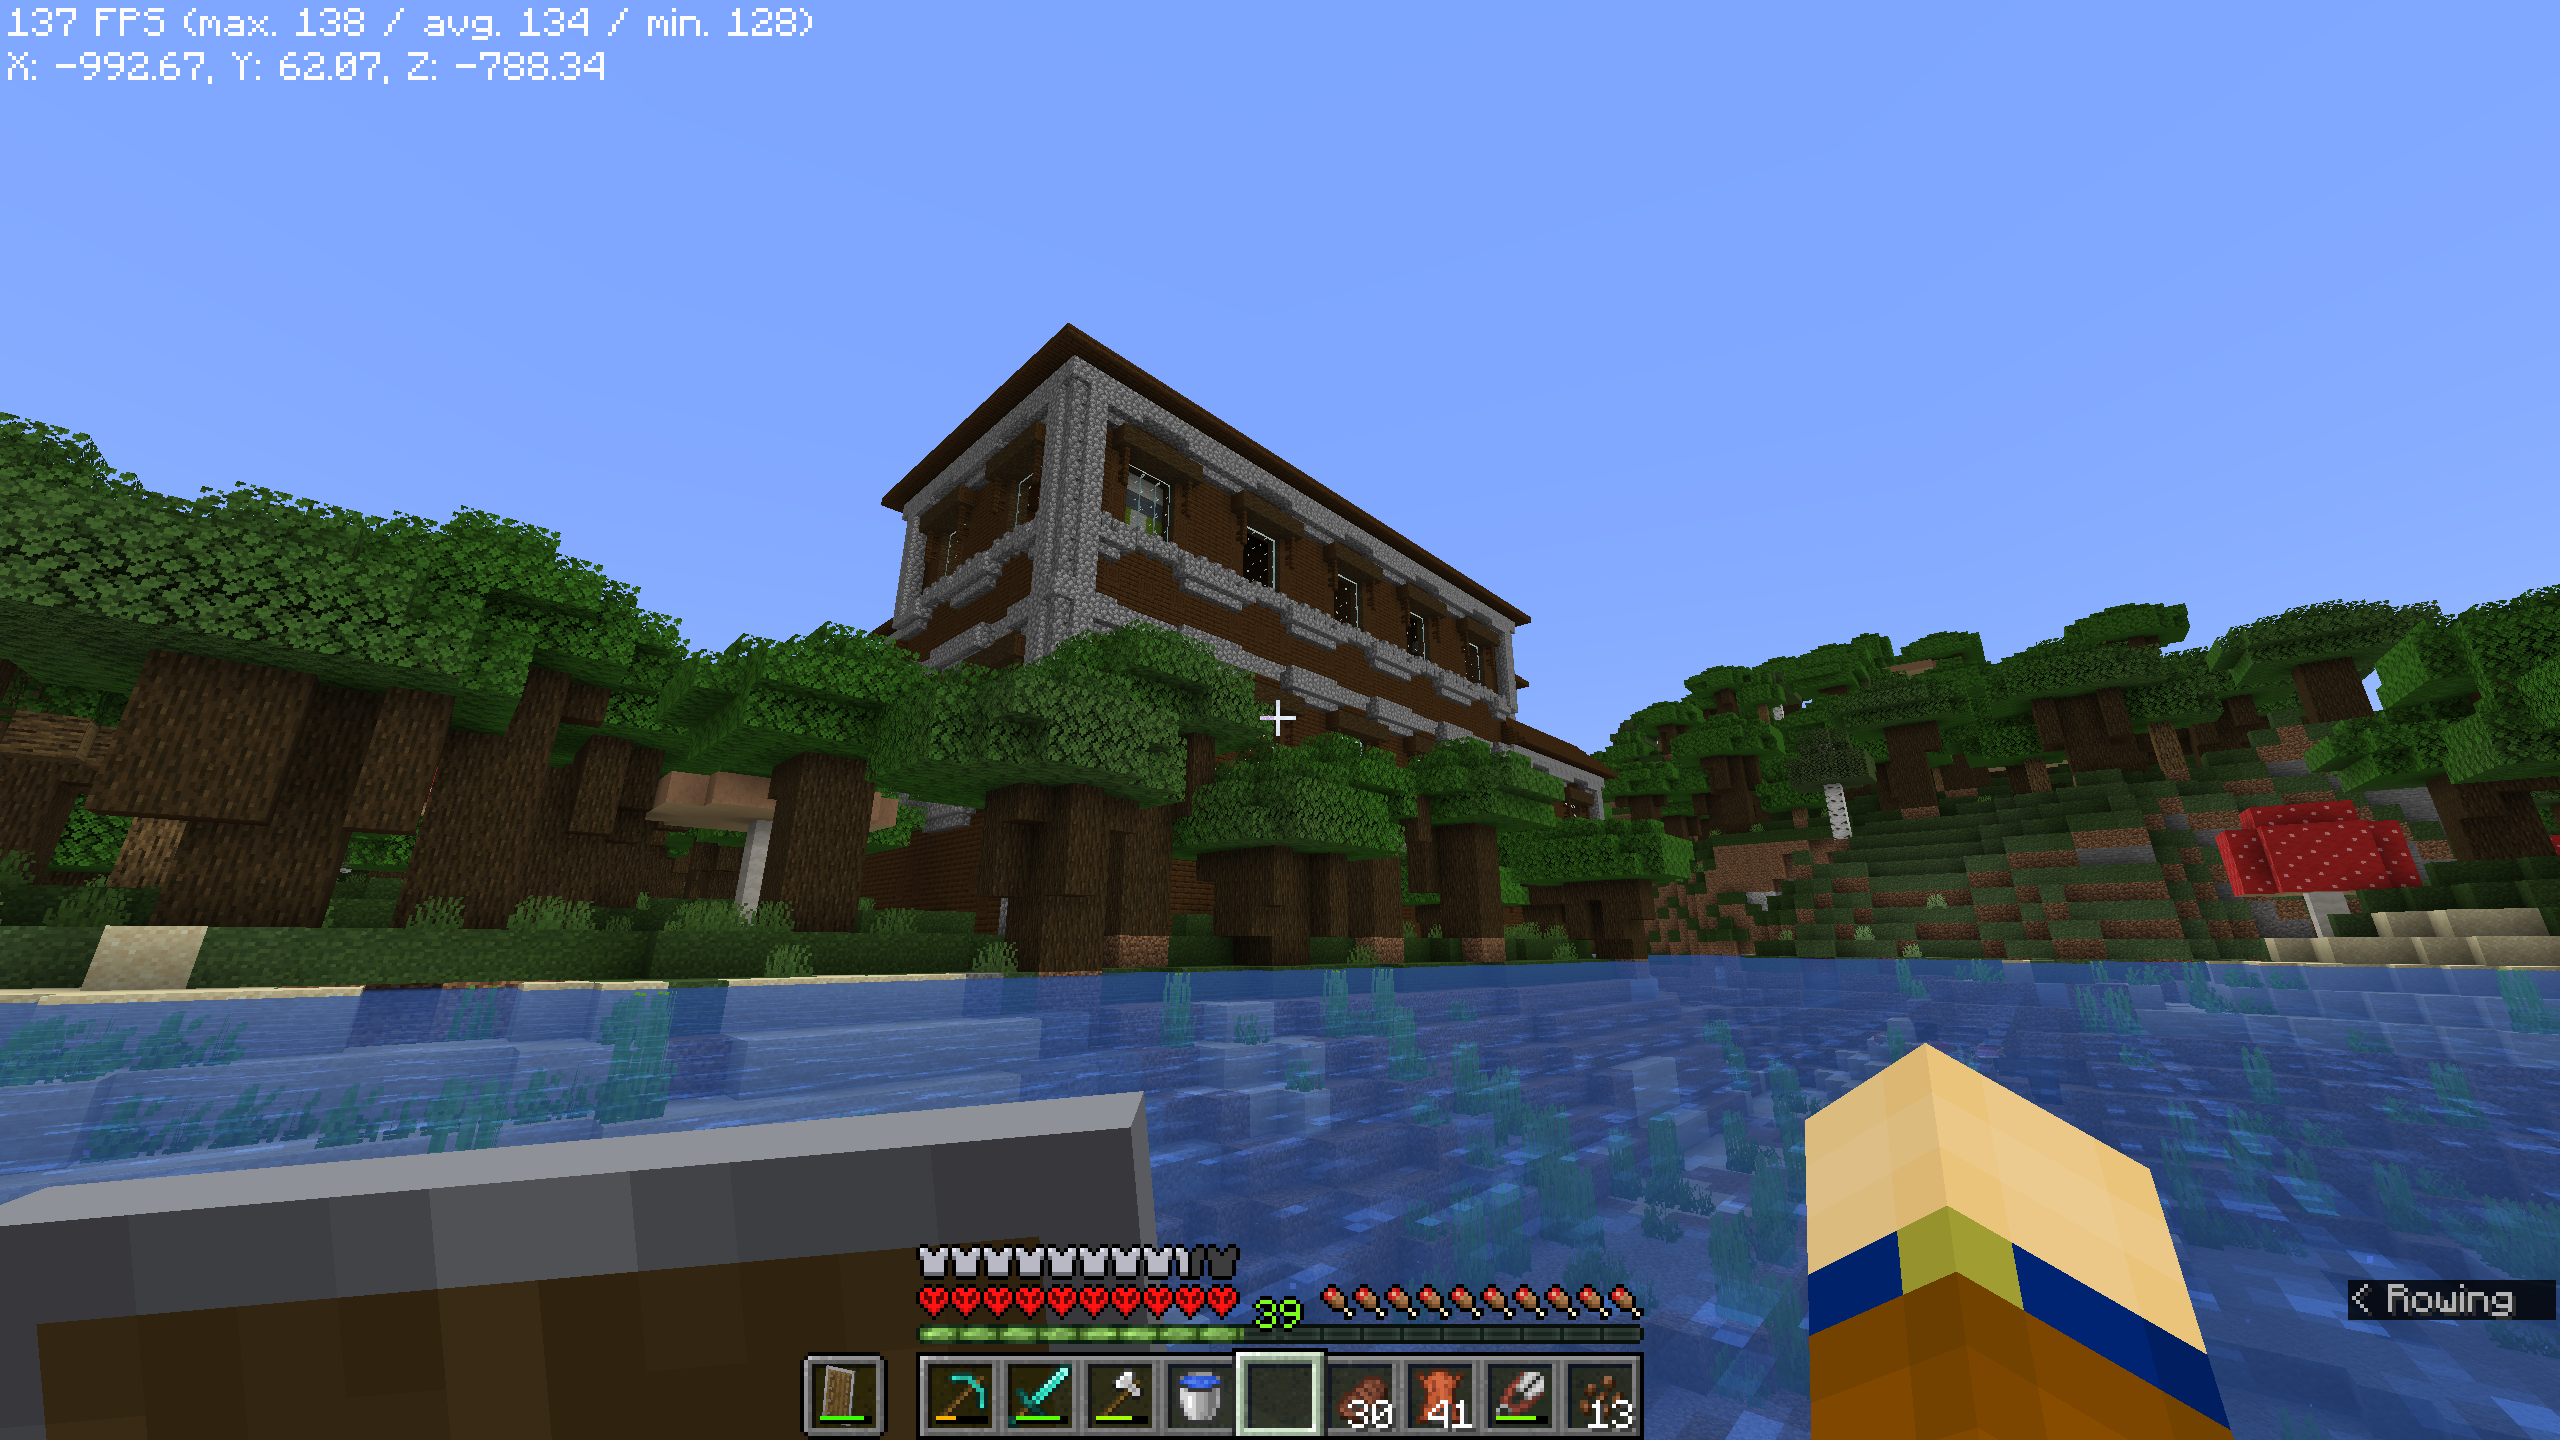 137 FPS (max. 138 / avg. 134 / min. 128)
X: -992.67, Y: 62.07, Z: -788.34
< Rowing
39
30 41 13